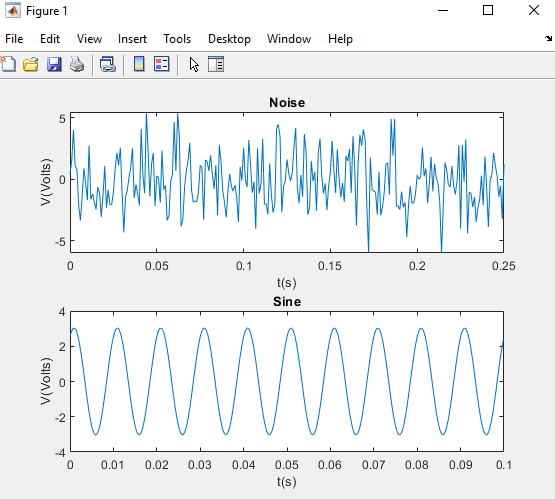 Figure 1
File Edit View Insert Tools Desktop Window Help
Noise
5
0
-5
V(Volts)
0 0.05 0.1 0.15 0.2 0.25
t(s)
Sine
4
2
0
-2
-4
V(Volts)
0 0.01 0.02 0.03 0.04 0.05 0.06 0.07 0.08 0.09 0.1
t(s)